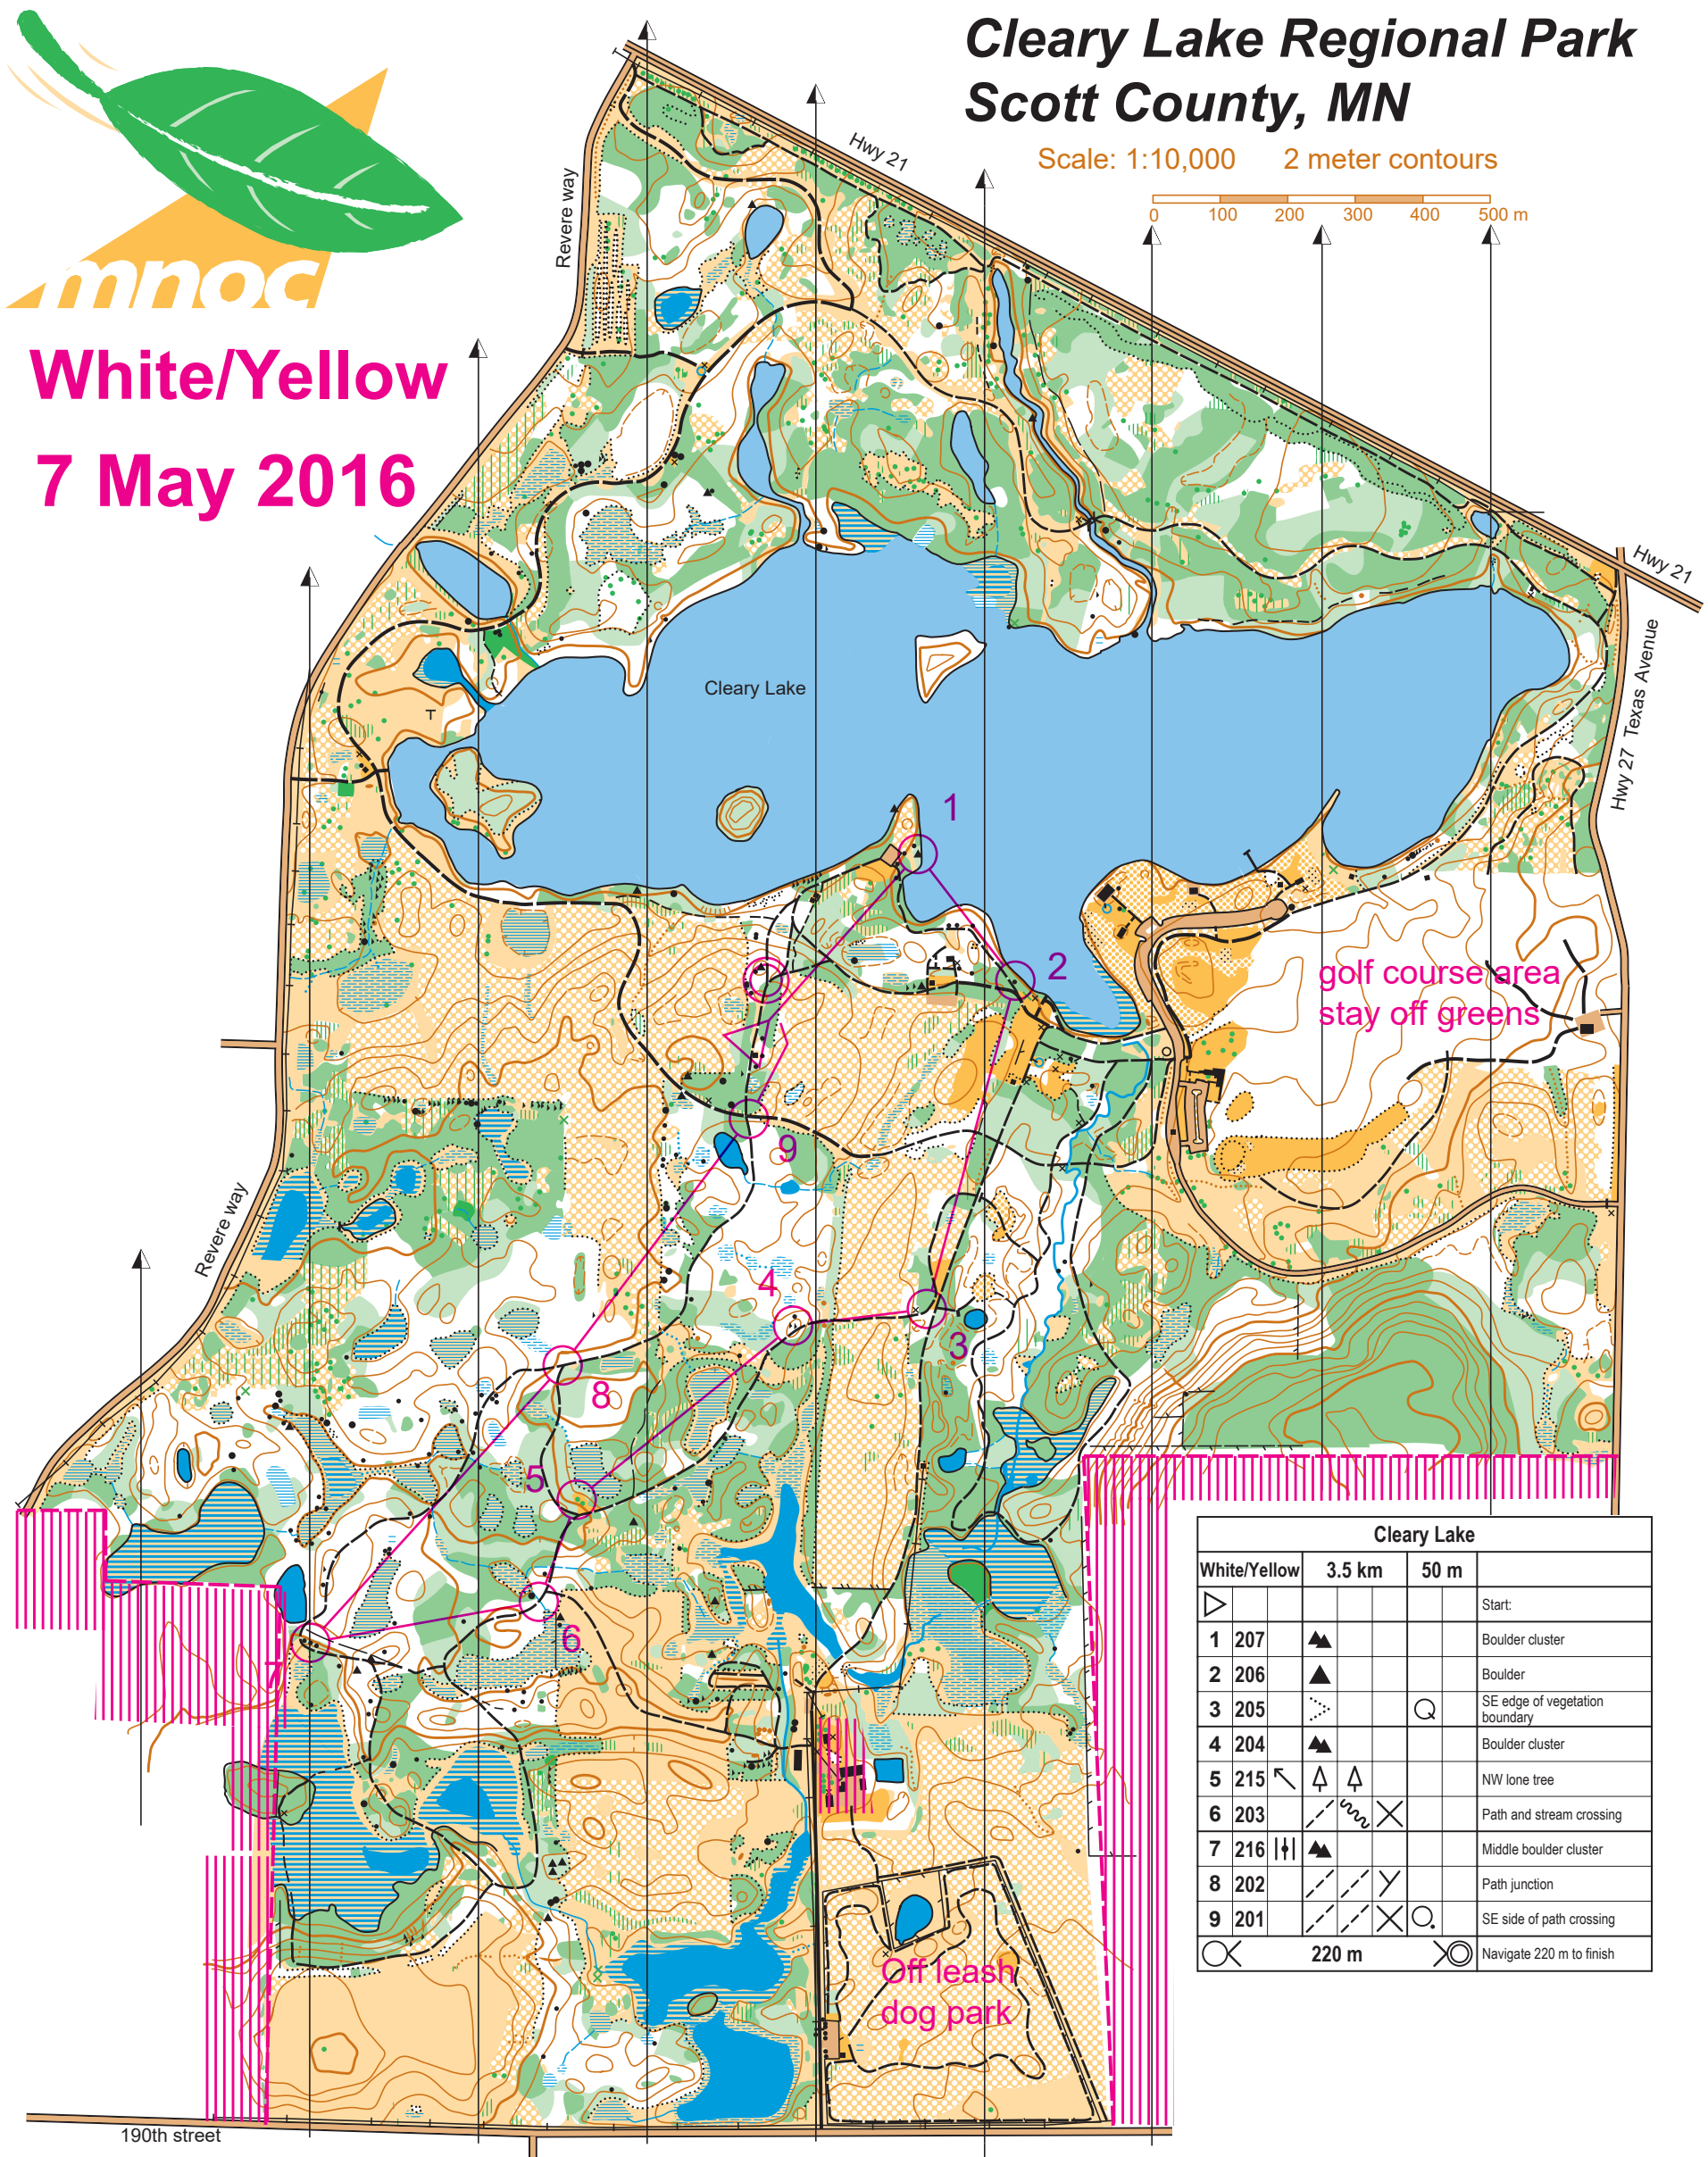 Cleary Lake Regional Park
Scott County, MN
Scale: 1:10,000 2 meter contours
0 100 200 300 400 500 m
mnoc
White/Yellow
7 May 2016
Hwy 21
Revere way
Hwy 21
Hwy 27 Texas Avenue
Cleary Lake
1
2
golf course area
stay off greens
9
Revere way
4
3
8
5
6
7
Off leash
dog park
190th street
Cleary Lake
White/Yellow 3.5 km 50 m
Start:
1 207 Boulder cluster
2 206 Boulder
3 205 SE edge of vegetation
boundary
4 204 Boulder cluster
5 215 NW lone tree
6 203 Path and stream crossing
7 216 Middle boulder cluster
8 202 Path junction
9 201 SE side of path crossing
220 m Navigate 220 m to finish